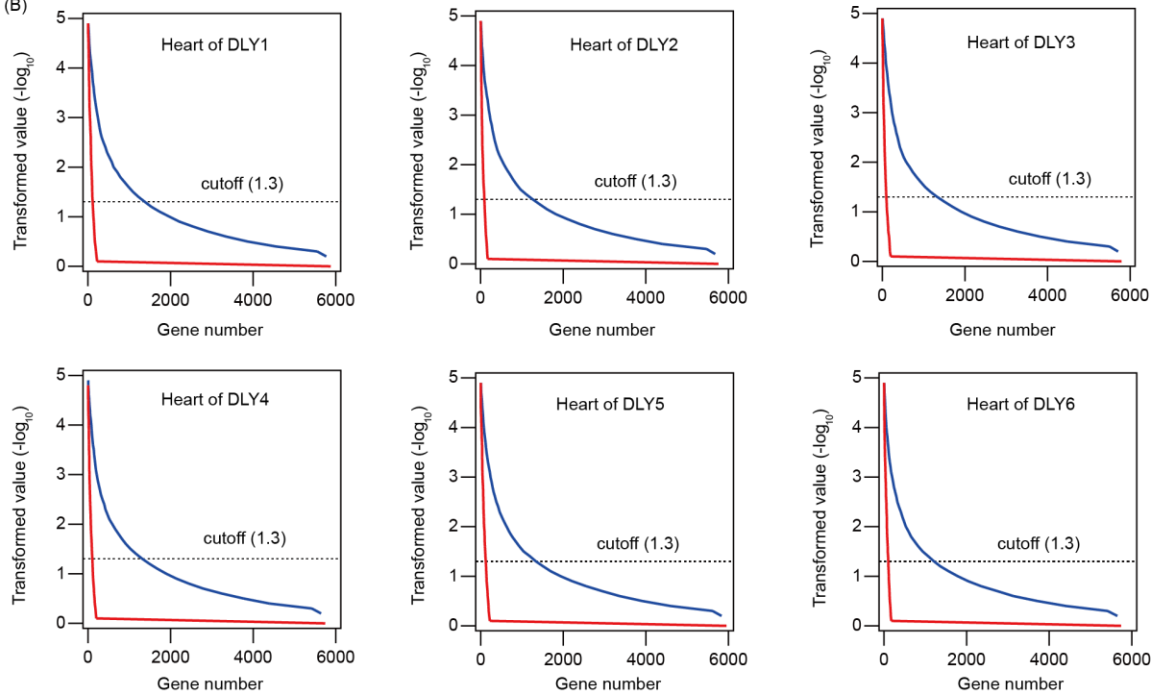 (B)
Heart of DLY1
Transformed value (-log10)
5
4
3
2
1
0
cutoff (1.3)
0 2000 4000 6000
Gene number
Heart of DLY2
Transformed value (-log10)
5
4
3
2
1
0
cutoff (1.3)
0 2000 4000 6000
Gene number
Heart of DLY3
Transformed value (-log10)
5
4
3
2
1
0
cutoff (1.3)
0 2000 4000 6000
Gene number
Heart of DLY4
Transformed value (-log10)
5
4
3
2
1
0
cutoff (1.3)
0 2000 4000 6000
Gene number
Heart of DLY5
Transformed value (-log10)
5
4
3
2
1
0
cutoff (1.3)
0 2000 4000 6000
Gene number
Heart of DLY6
Transformed value (-log10)
5
4
3
2
1
0
cutoff (1.3)
0 2000 4000 6000
Gene number